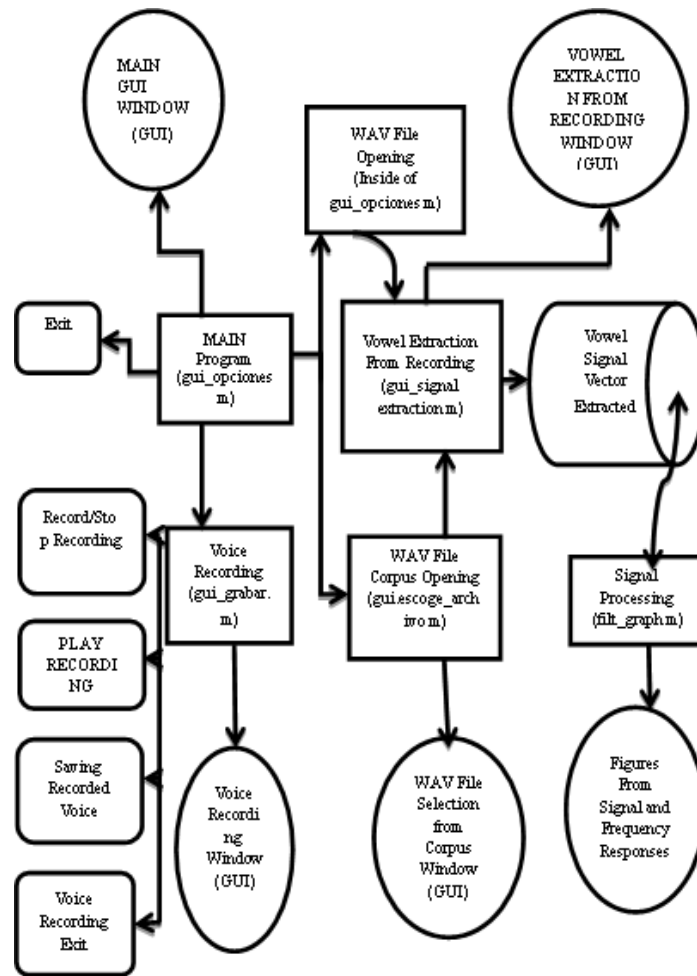 MAIN
GUI
WINDOW
(GUI)
VOWEL
EXTRACTIO
N FROM
RECORDING
WINDOW
(GUI)
WAV File
Opening
(Inside of
gui_opciones.m)
Exit
MAIN
Program
(gui_opciones
m)
Vowel Extraction
From Recording
(gui_signal
extraction.m)
Vowel
Signal
Vector
Extracted
Record/Sto
p Recording
Voice
Recording
(gui_grabar.
m)
WAV File
Corpus Opening
(gui.escoge_arc
hivo.m)
Signal
Processing
(filt_graph.m)
PLAY
RECORDI
NG
Saving
Recorded
Voice
Voice
Recordi
ng
Window
(GUI)
WAV File
Selection
from
Corpus
Window
(GUI)
Figures
From
Signal and
Frequency
Responses
Voice
Recording
Exit